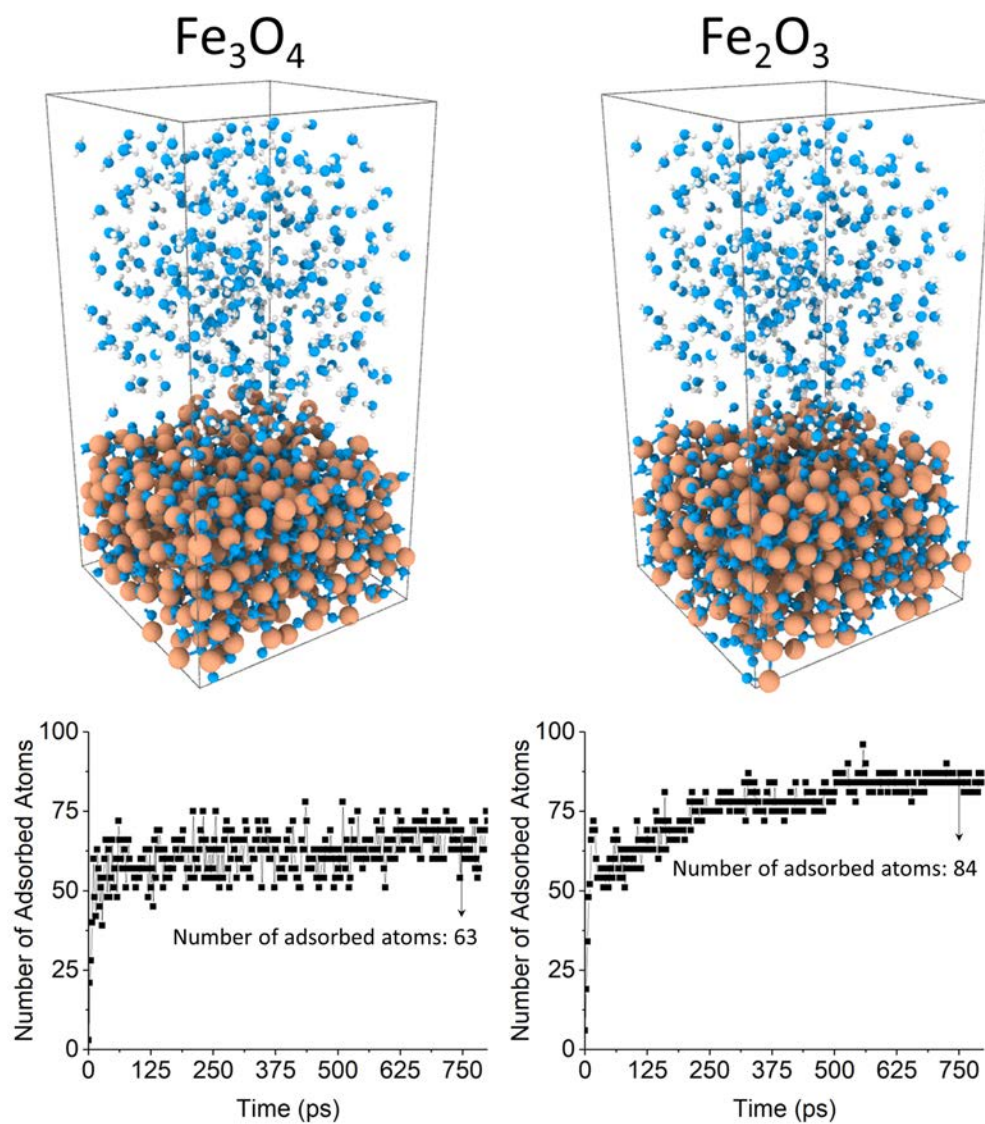 Fe₃O₄
Fe₂O₃
100
75
50
25
0
Number of Adsorbed Atoms
Number of adsorbed atoms: 63
0 125 250 375 500 625 750
Time (ps)
100
75
50
25
0
Number of Adsorbed Atoms
Number of adsorbed atoms: 84
0 125 250 375 500 625 750
Time (ps)